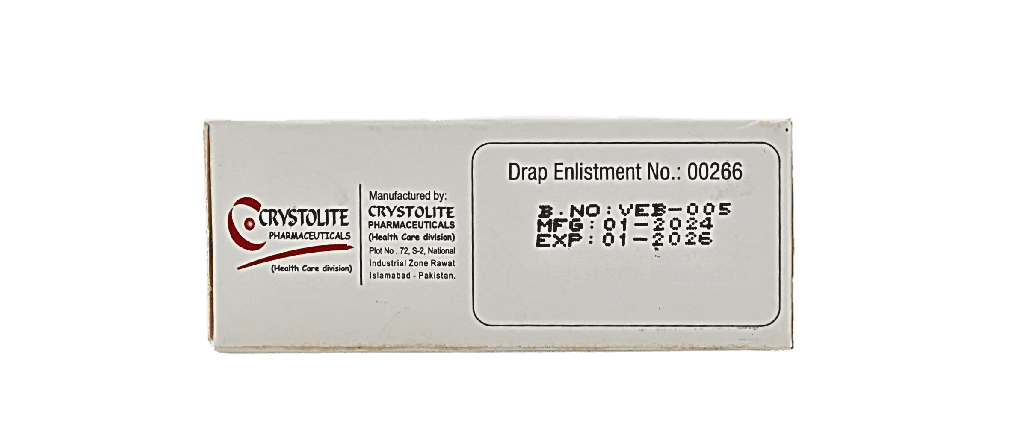 CRYSTOLITE
PHARMACEUTICALS
(Health Care division)
Manufactured by:
CRYSTOLITE
PHARMACEUTICALS
(Health Care division)
Plot No. 72, S-2, National
Industrial Zone Rawat
Islamabad - Pakistan.
Drap Enlistment No.: 00266
B.NO:VEB-005
MFG:01-2024
EXP:01-2026